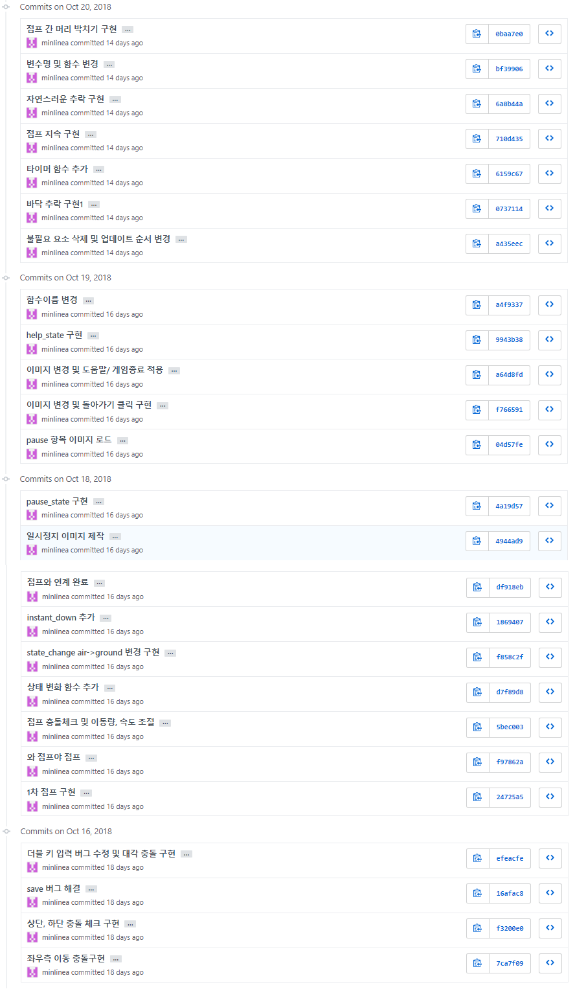 Commits on Oct 20, 2018
점프 간 머리 박치기 구현 …
minlinea committed 14 days ago
0baa7e0
변수명 및 함수 변경 …
minlinea committed 14 days ago
bf39906
자연스러운 추락 구현 …
minlinea committed 14 days ago
6a8b44a
점프 지속 구현 …
minlinea committed 14 days ago
710d435
타이머 함수 추가 …
minlinea committed 14 days ago
6159c67
바닥 추락 구현1 …
minlinea committed 14 days ago
0737114
불필요 요소 삭제 및 업데이트 순서 변경 …
minlinea committed 14 days ago
a435eec
Commits on Oct 19, 2018
함수이름 변경 …
minlinea committed 16 days ago
a4f9337
help_state 구현 …
minlinea committed 16 days ago
9943b38
이미지 변경 및 도움말/ 게임종료 적용 …
minlinea committed 16 days ago
a64d8fd
이미지 변경 및 돌아가기 클릭 구현 …
minlinea committed 16 days ago
f766591
pause 항목 이미지 로드 …
minlinea committed 16 days ago
04d57fe
Commits on Oct 18, 2018
pause_state 구현 …
minlinea committed 16 days ago
4a19d57
일시정지 이미지 제작 …
minlinea committed 16 days ago
4944ad9
점프와 연계 완료 …
minlinea committed 16 days ago
df918eb
instant_down 추가 …
minlinea committed 16 days ago
1869407
state_change air->ground 변경 구현 …
minlinea committed 16 days ago
f858c2f
상태 변화 함수 추가 …
minlinea committed 16 days ago
d7f89d8
점프 충돌체크 및 이동량, 속도 조절 …
minlinea committed 16 days ago
5bec003
와 점프야 점프 …
minlinea committed 16 days ago
f97862a
1차 점프 구현 …
minlinea committed 16 days ago
24725a5
Commits on Oct 16, 2018
더블 키 입력 버그 수정 및 대각 충돌 구현 …
minlinea committed 18 days ago
efeacfe
save 버그 해결 …
minlinea committed 18 days ago
16afac8
상단, 하단 충돌 체크 구현 …
minlinea committed 18 days ago
f3200e0
좌우측 이동 충돌구현 …
minlinea committed 18 days ago
7ca7f09